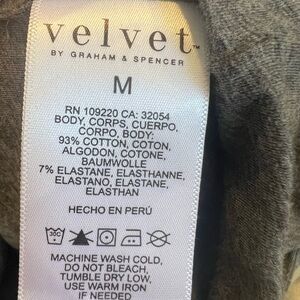 velvet™
BY GRAHAM & SPENCER
M
RN 109220 CA: 32054
BODY, CORPS, CUERPO,
CORPO, BODY:
93% COTTON, COTON,
ALGODON, COTONE,
BAUMWOLLE
7% ELASTANE, ELASTHANNE,
ELASTANO, ELASTANE,
ELASTHAN
HECHO EN PERÚ
MACHINE WASH COLD,
DO NOT BLEACH,
TUMBLE DRY LOW,
USE WARM IRON
IF NEEDED